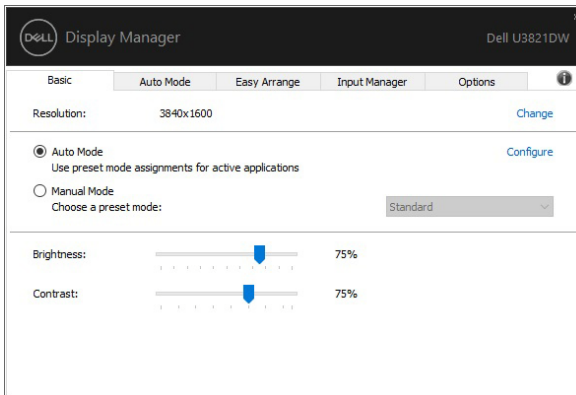 DELL Display Manager Dell U3821DW
Basic Auto Mode Easy Arrange Input Manager Options
Resolution: 3840x1600 Change
Auto Mode Configure
Use preset mode assignments for active applications
Manual Mode
Choose a preset mode: Standard
Brightness: 75%
Contrast: 75%